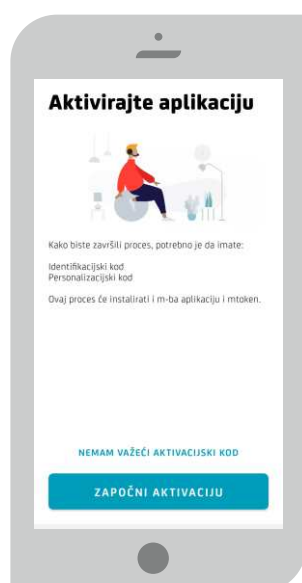 Aktivirajte aplikaciju
Kako biste završili proces, potrebno je da imate:
Identifikacijski kod
Personalizacijski kod
Ovaj proces će instalirati i m-ba aplikaciju i mtoken.
NEMAM VAŽEĆI AKTIVACIJSKI KOD
ZAPOČNI AKTIVACIJU